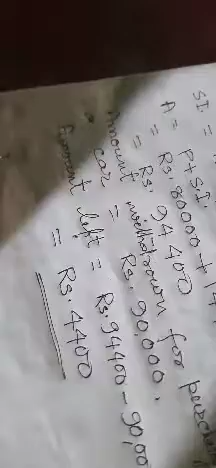 SI =
A = P+SI
= Rs. 80000 + 14
= Rs. 94400
Amount withdrawn for
car = Rs. 90,000.
Amount left = Rs. 94400 - 90,00
= Rs. 4400